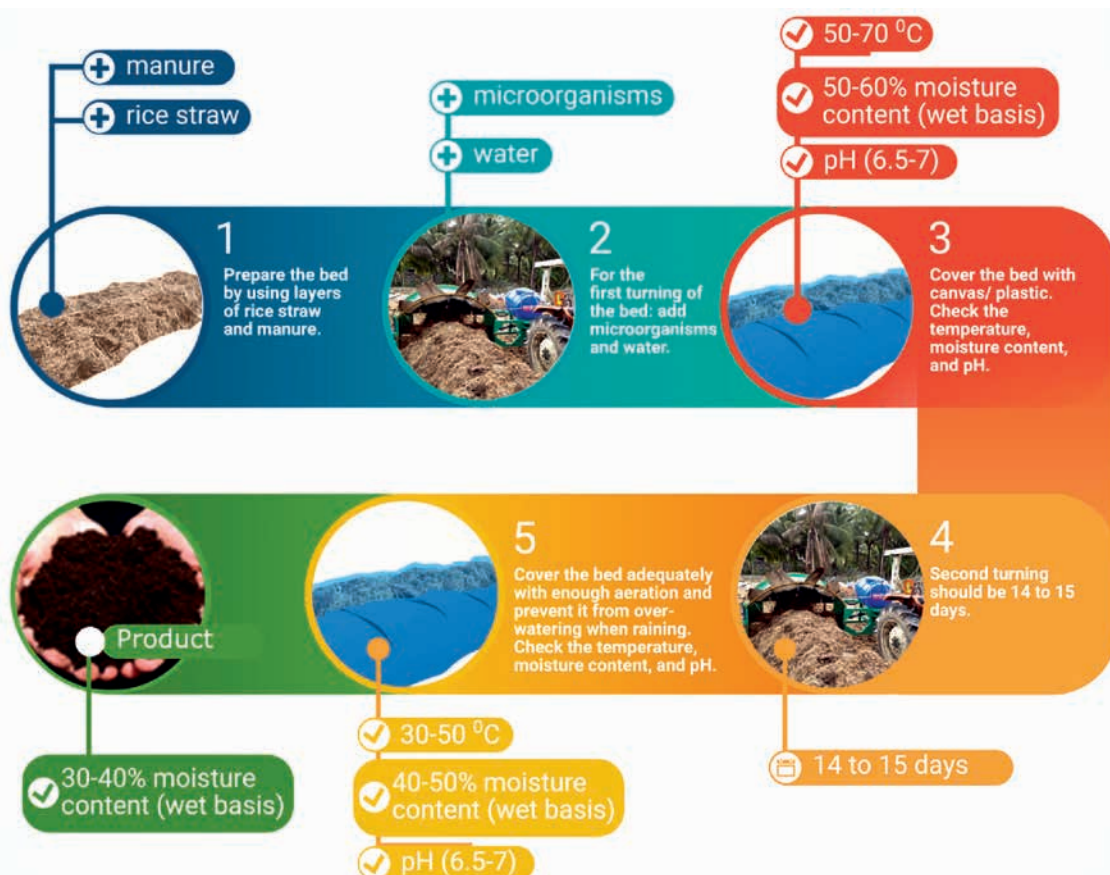 manure
rice straw
1
Prepare the bed
by using layers
of rice straw
and manure.
microorganisms
water
2
For the
first turning of
the bed: add
microorganisms
and water.
50-70 ⁰C
50-60% moisture
content (wet basis)
pH (6.5-7)
3
Cover the bed with
canvas/ plastic.
Check the
temperature,
moisture content,
and pH.
4
Second turning
should be 14 to 15
days.
14 to 15 days
5
Cover the bed adequately
with enough aeration and
prevent it from over-
watering when raining.
Check the temperature,
moisture content, and pH.
30-50 ⁰C
40-50% moisture
content (wet basis)
pH (6.5-7)
Product
30-40% moisture
content (wet basis)